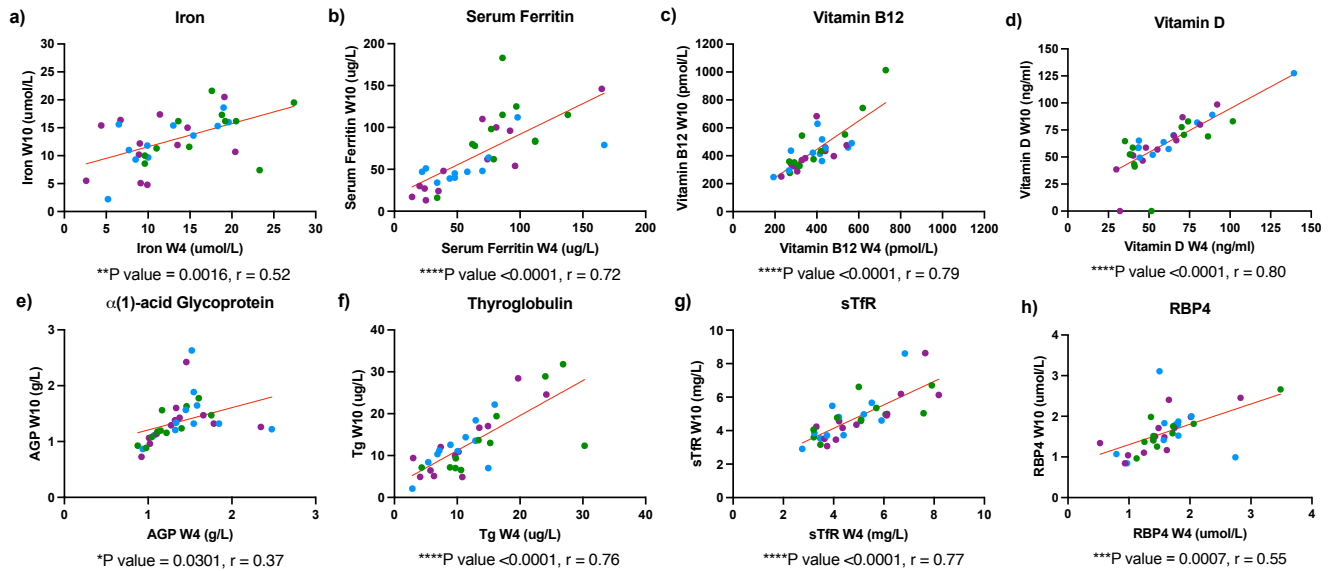 a)
Iron
Iron W10 (umol/L)
30
25
20
15
10
5
0
0 5 10 15 20 25 30
Iron W4 (umol/L)
**P value = 0.0016, r = 0.52
b)
Serum Ferritin
Serum Ferritin W10 (ug/L)
200
150
100
50
0
0 50 100 150 200
Serum Ferritin W4 (ug/L)
****P value <0.0001, r = 0.72
c)
Vitamin B12
Vitamin B12 W10 (pmol/L)
1200
1000
800
600
400
200
0
0 200 400 600 800 1000 1200
Vitamin B12 W4 (pmol/L)
****P value <0.0001, r = 0.79
d)
Vitamin D
Vitamin D W10 (ng/ml)
150
125
100
75
50
25
0
0 25 50 75 100 125 150
Vitamin D W4 (ng/ml)
****P value <0.0001, r = 0.80
e)
α(1)-acid Glycoprotein
AGP W10 (g/L)
3
2
1
0
0 1 2 3
AGP W4 (g/L)
*P value = 0.0301, r = 0.37
f)
Thyroglobulin
Tg W10 (ug/L)
40
30
20
10
0
0 10 20 30 40
Tg W4 (ug/L)
****P value <0.0001, r = 0.76
g)
sTfR
sTfR W10 (mg/L)
10
8
6
4
2
0
0 2 4 6 8 10
sTfR W4 (mg/L)
****P value <0.0001, r = 0.77
h)
RBP4
RBP4 W10 (umol/L)
4
3
2
1
0
0 1 2 3 4
RBP4 W4 (umol/L)
***P value = 0.0007, r = 0.55